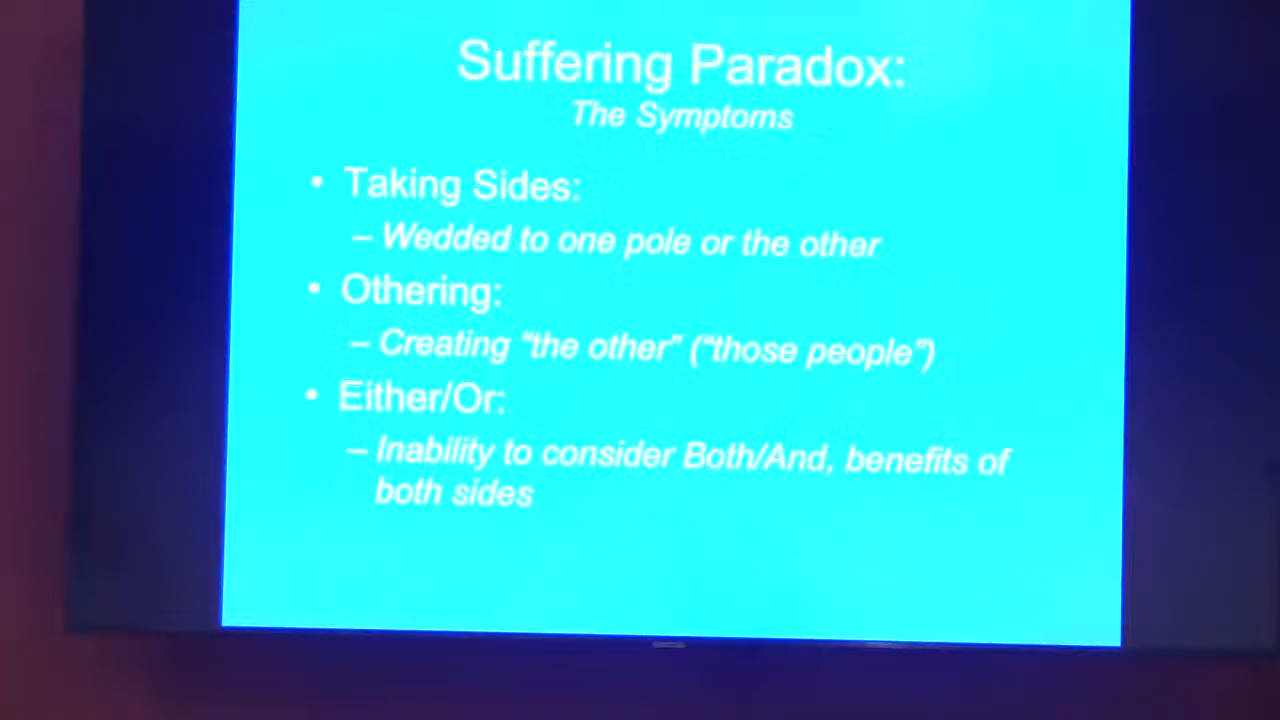 Suffering Paradox:
The Symptoms
• Taking Sides:
– Wedded to one pole or the other
• Othering:
– Creating “the other” (“those people”)
• Either/Or:
– Inability to consider Both/And, benefits of
both sides